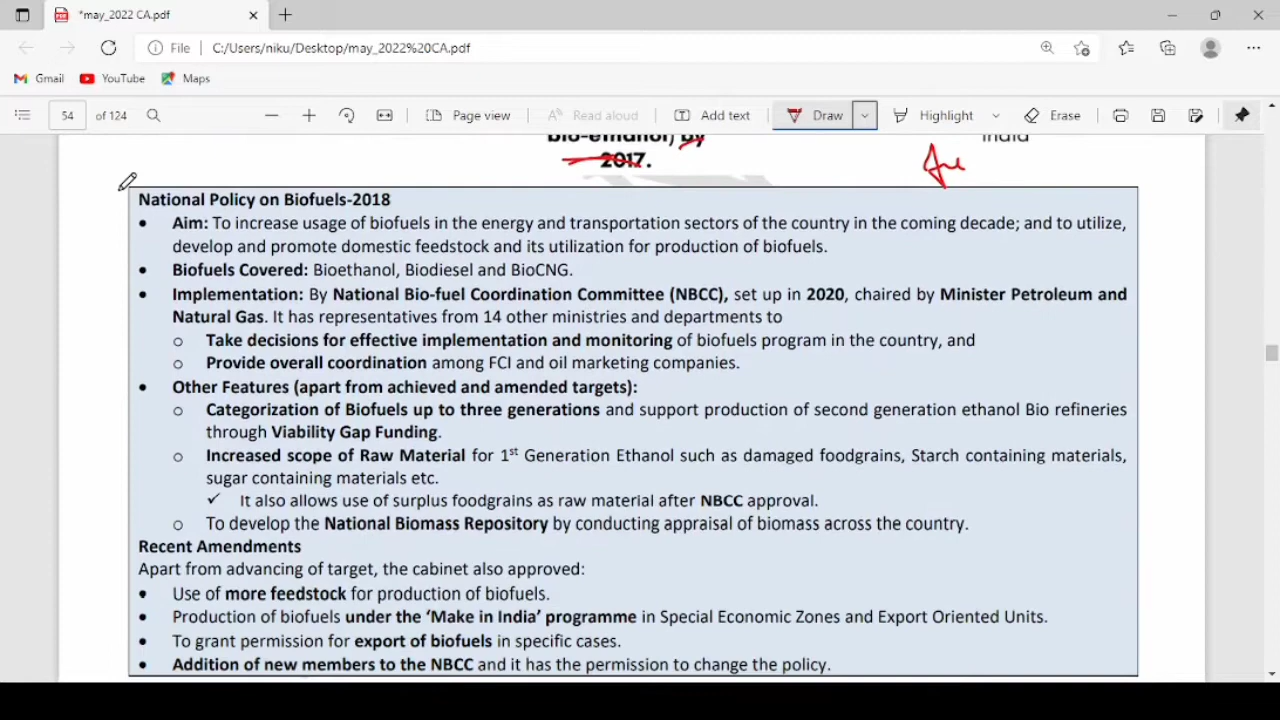 *may_2022 CA.pdf
File C:/Users/niku/Desktop/may_2022%20CA.pdf
Gmail YouTube Maps
54 of 124 Page view Read aloud Add text Draw Highlight Erase
bio-ethanol) by India
2017.
National Policy on Biofuels-2018
• Aim: To increase usage of biofuels in the energy and transportation sectors of the country in the coming decade; and to utilize,
develop and promote domestic feedstock and its utilization for production of biofuels.
• Biofuels Covered: Bioethanol, Biodiesel and BioCNG.
• Implementation: By National Bio-fuel Coordination Committee (NBCC), set up in 2020, chaired by Minister Petroleum and
Natural Gas. It has representatives from 14 other ministries and departments to
o Take decisions for effective implementation and monitoring of biofuels program in the country, and
o Provide overall coordination among FCI and oil marketing companies.
• Other Features (apart from achieved and amended targets):
o Categorization of Biofuels up to three generations and support production of second generation ethanol Bio refineries
through Viability Gap Funding.
o Increased scope of Raw Material for 1st Generation Ethanol such as damaged foodgrains, Starch containing materials,
sugar containing materials etc.
✓ It also allows use of surplus foodgrains as raw material after NBCC approval.
o To develop the National Biomass Repository by conducting appraisal of biomass across the country.
Recent Amendments
Apart from advancing of target, the cabinet also approved:
• Use of more feedstock for production of biofuels.
• Production of biofuels under the ‘Make in India’ programme in Special Economic Zones and Export Oriented Units.
• To grant permission for export of biofuels in specific cases.
• Addition of new members to the NBCC and it has the permission to change the policy.